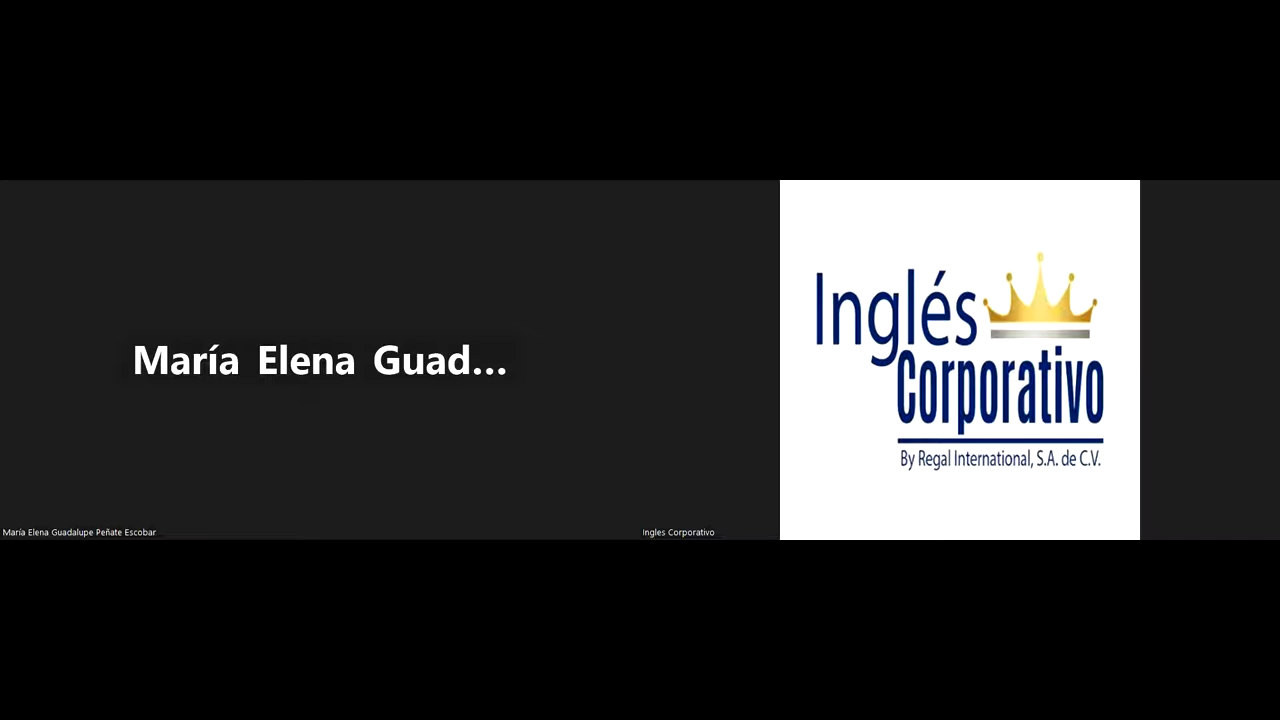 María Elena Guad...
Inglés
Corporativo
By Regal International, S.A. de C.V.
María Elena Guadalupe Peñate Escobar
Ingles Corporativo